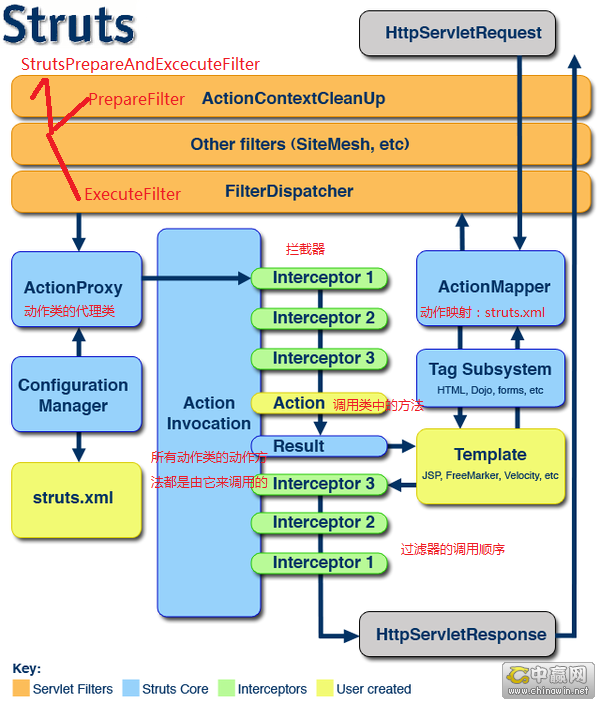 Struts
HttpServletRequest
StrutsPrepareAndExcecuteFilter
PrepareFilter
ActionContextCleanUp
Other filters (SiteMesh, etc)
ExecuteFilter
FilterDispatcher
拦截器
ActionProxy
动作类的代理类
Interceptor 1
ActionMapper
动作映射：struts.xml
Interceptor 2
Interceptor 3
Tag Subsystem
HTML, Dojo, forms, etc
Configuration
Manager
Action
Invocation
Action
调用类中的方法
Result
所有动作类的动作方
法都是由它来调用的
Template
JSP, FreeMarker, Velocity, etc
struts.xml
Interceptor 3
Interceptor 2
Interceptor 1
过滤器的调用顺序
HttpServletResponse
Key:
Servlet Filters
Struts Core
Interceptors
User created
中赢网
www.chinawin.net